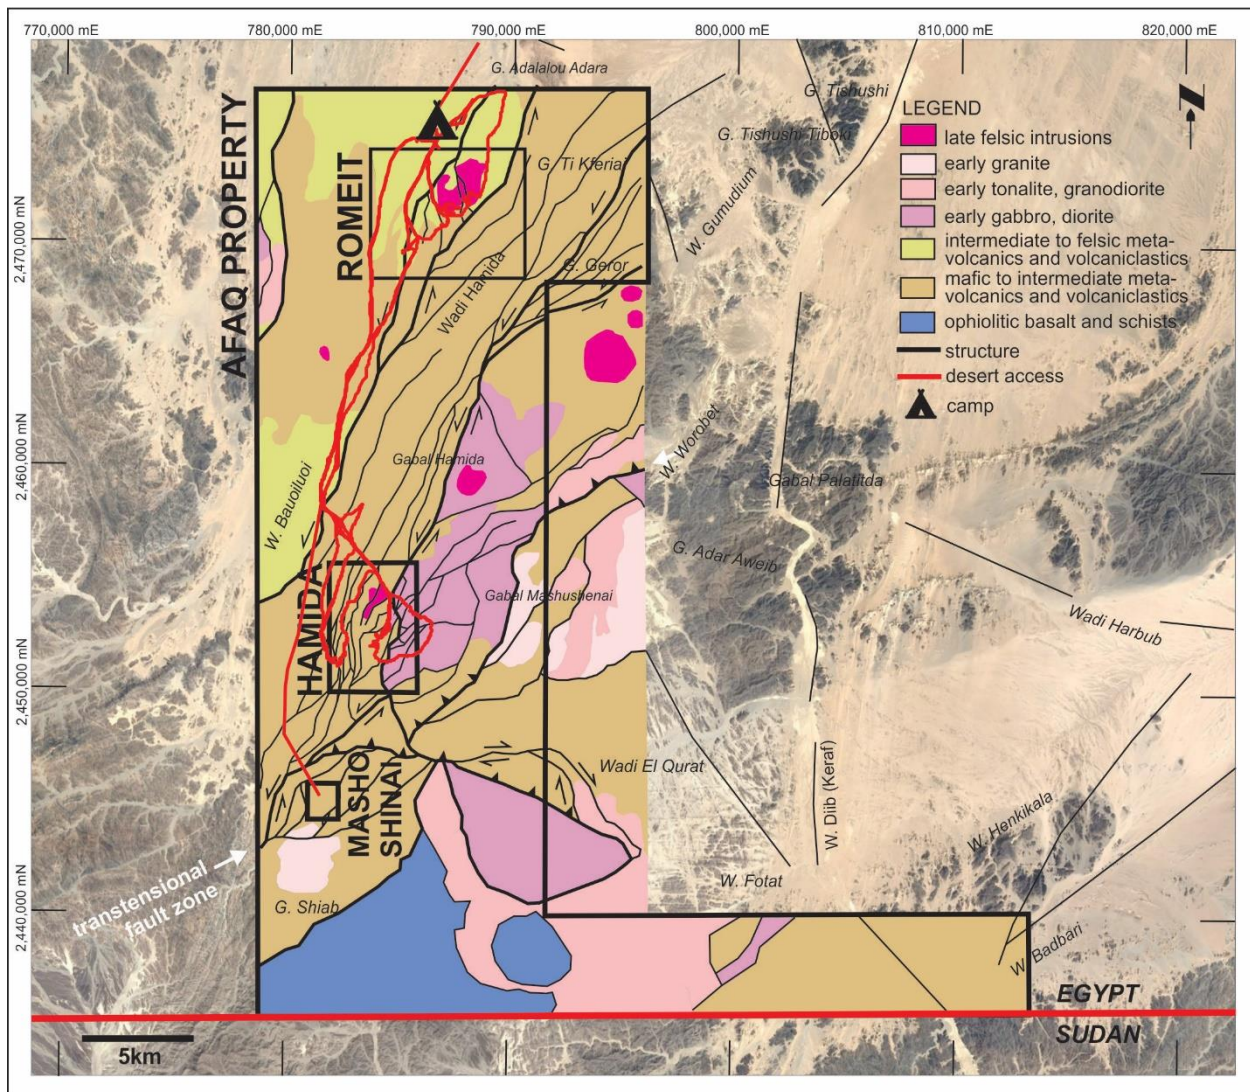 770,000 mE
780,000 mE
790,000 mE
800,000 mE
810,000 mE
820,000 mE
2,470,000 mN
2,460,000 mN
2,450,000 mN
2,440,000 mN
AFAQ PROPERTY
ROMEIT
HAMIDA
MASHO
SHINAI
G. Adalalou Adara
G. Ti Kferiai
G. Geror
Wadi Hamida
Gabal Hamida
W. Bauoiluoi
Gabal Mashushenai
Wadi El Qurat
G. Shiab
transtensional
fault zone
G. Tishushi
G. Tishushi Tiboki
W. Gumudium
W. Worobet
Gabal Palatitda
G. Adar Aweib
Wadi Harbub
W. Diib (Keraf)
W. Henkikala
W. Fotat
W. Badbari
LEGEND
late felsic intrusions
early granite
early tonalite, granodiorite
early gabbro, diorite
intermediate to felsic meta-
volcanics and volcaniclastics
mafic to intermediate meta-
volcanics and volcaniclastics
ophiolitic basalt and schists
structure
desert access
camp
N
5km
EGYPT
SUDAN